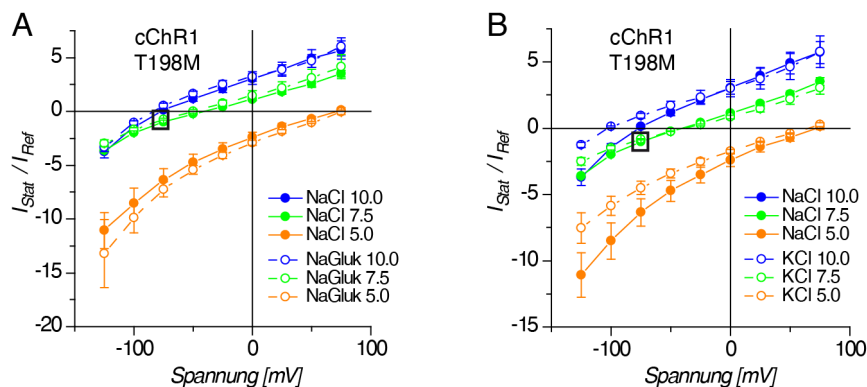 A
cChR1
T198M
5
0
-5
-10
-15
-20
I_Stat / I_Ref
NaCl 10.0
NaCl 7.5
NaCl 5.0
NaGluk 10.0
NaGluk 7.5
NaGluk 5.0
-100
0
100
Spannung [mV]
B
cChR1
T198M
5
0
-5
-10
-15
I_Stat / I_Ref
NaCl 10.0
NaCl 7.5
NaCl 5.0
KCl 10.0
KCl 7.5
KCl 5.0
-100
0
100
Spannung [mV]